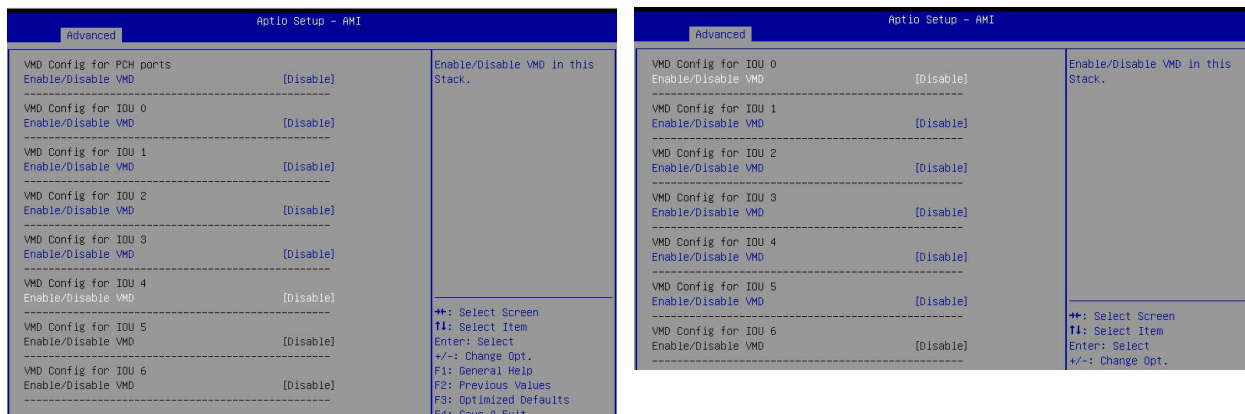 Aptio Setup - AMI
Advanced
VMD Config for PCH ports
Enable/Disable VMD [Disable]
VMD Config for IOU 0
Enable/Disable VMD [Disable]
VMD Config for IOU 1
Enable/Disable VMD [Disable]
VMD Config for IOU 2
Enable/Disable VMD [Disable]
VMD Config for IOU 3
Enable/Disable VMD [Disable]
VMD Config for IOU 4
Enable/Disable VMD [Disable]
VMD Config for IOU 5
Enable/Disable VMD [Disable]
VMD Config for IOU 6
Enable/Disable VMD [Disable]
Enable/Disable VMD in this
Stack.
→←: Select Screen
↑↓: Select Item
Enter: Select
+/-: Change Opt.
F1: General Help
F2: Previous Values
F3: Optimized Defaults
F4: Save & Exit
Aptio Setup - AMI
Advanced
VMD Config for IOU 0
Enable/Disable VMD [Disable]
VMD Config for IOU 1
Enable/Disable VMD [Disable]
VMD Config for IOU 2
Enable/Disable VMD [Disable]
VMD Config for IOU 3
Enable/Disable VMD [Disable]
VMD Config for IOU 4
Enable/Disable VMD [Disable]
VMD Config for IOU 5
Enable/Disable VMD [Disable]
VMD Config for IOU 6
Enable/Disable VMD [Disable]
Enable/Disable VMD in this
Stack.
→←: Select Screen
↑↓: Select Item
Enter: Select
+/-: Change Opt.